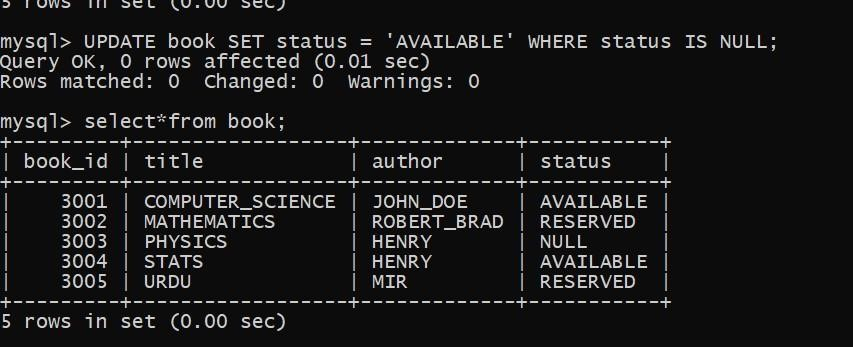 5 rows in set (0.00 sec)
mysql> UPDATE book SET status = 'AVAILABLE' WHERE status IS NULL;
Query OK, 0 rows affected (0.01 sec)
Rows matched: 0  Changed: 0  Warnings: 0
mysql> select*from book;
+---------+------------------+-------------+-----------+
| book_id | title            | author      | status    |
+---------+------------------+-------------+-----------+
|    3001 | COMPUTER_SCIENCE | JOHN_DOE    | AVAILABLE |
|    3002 | MATHEMATICS      | ROBERT_BRAD | RESERVED  |
|    3003 | PHYSICS          | HENRY       | NULL      |
|    3004 | STATS            | HENRY       | AVAILABLE |
|    3005 | URDU             | MIR         | RESERVED  |
+---------+------------------+-------------+-----------+
5 rows in set (0.00 sec)